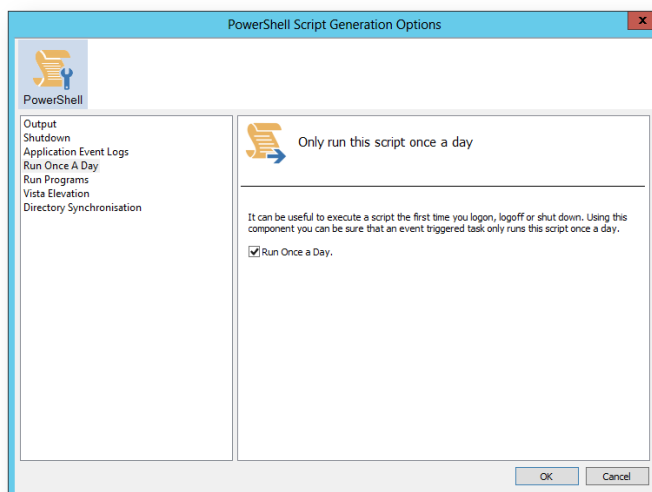 PowerShell Script Generation Options
x
PowerShell
Output
Shutdown
Application Event Logs
Run Once A Day
Run Programs
Vista Elevation
Directory Synchronisation
Only run this script once a day
It can be useful to execute a script the first time you logon, logoff or shut down. Using this
component you can be sure that an event triggered task only runs this script once a day.
Run Once a Day.
OK
Cancel